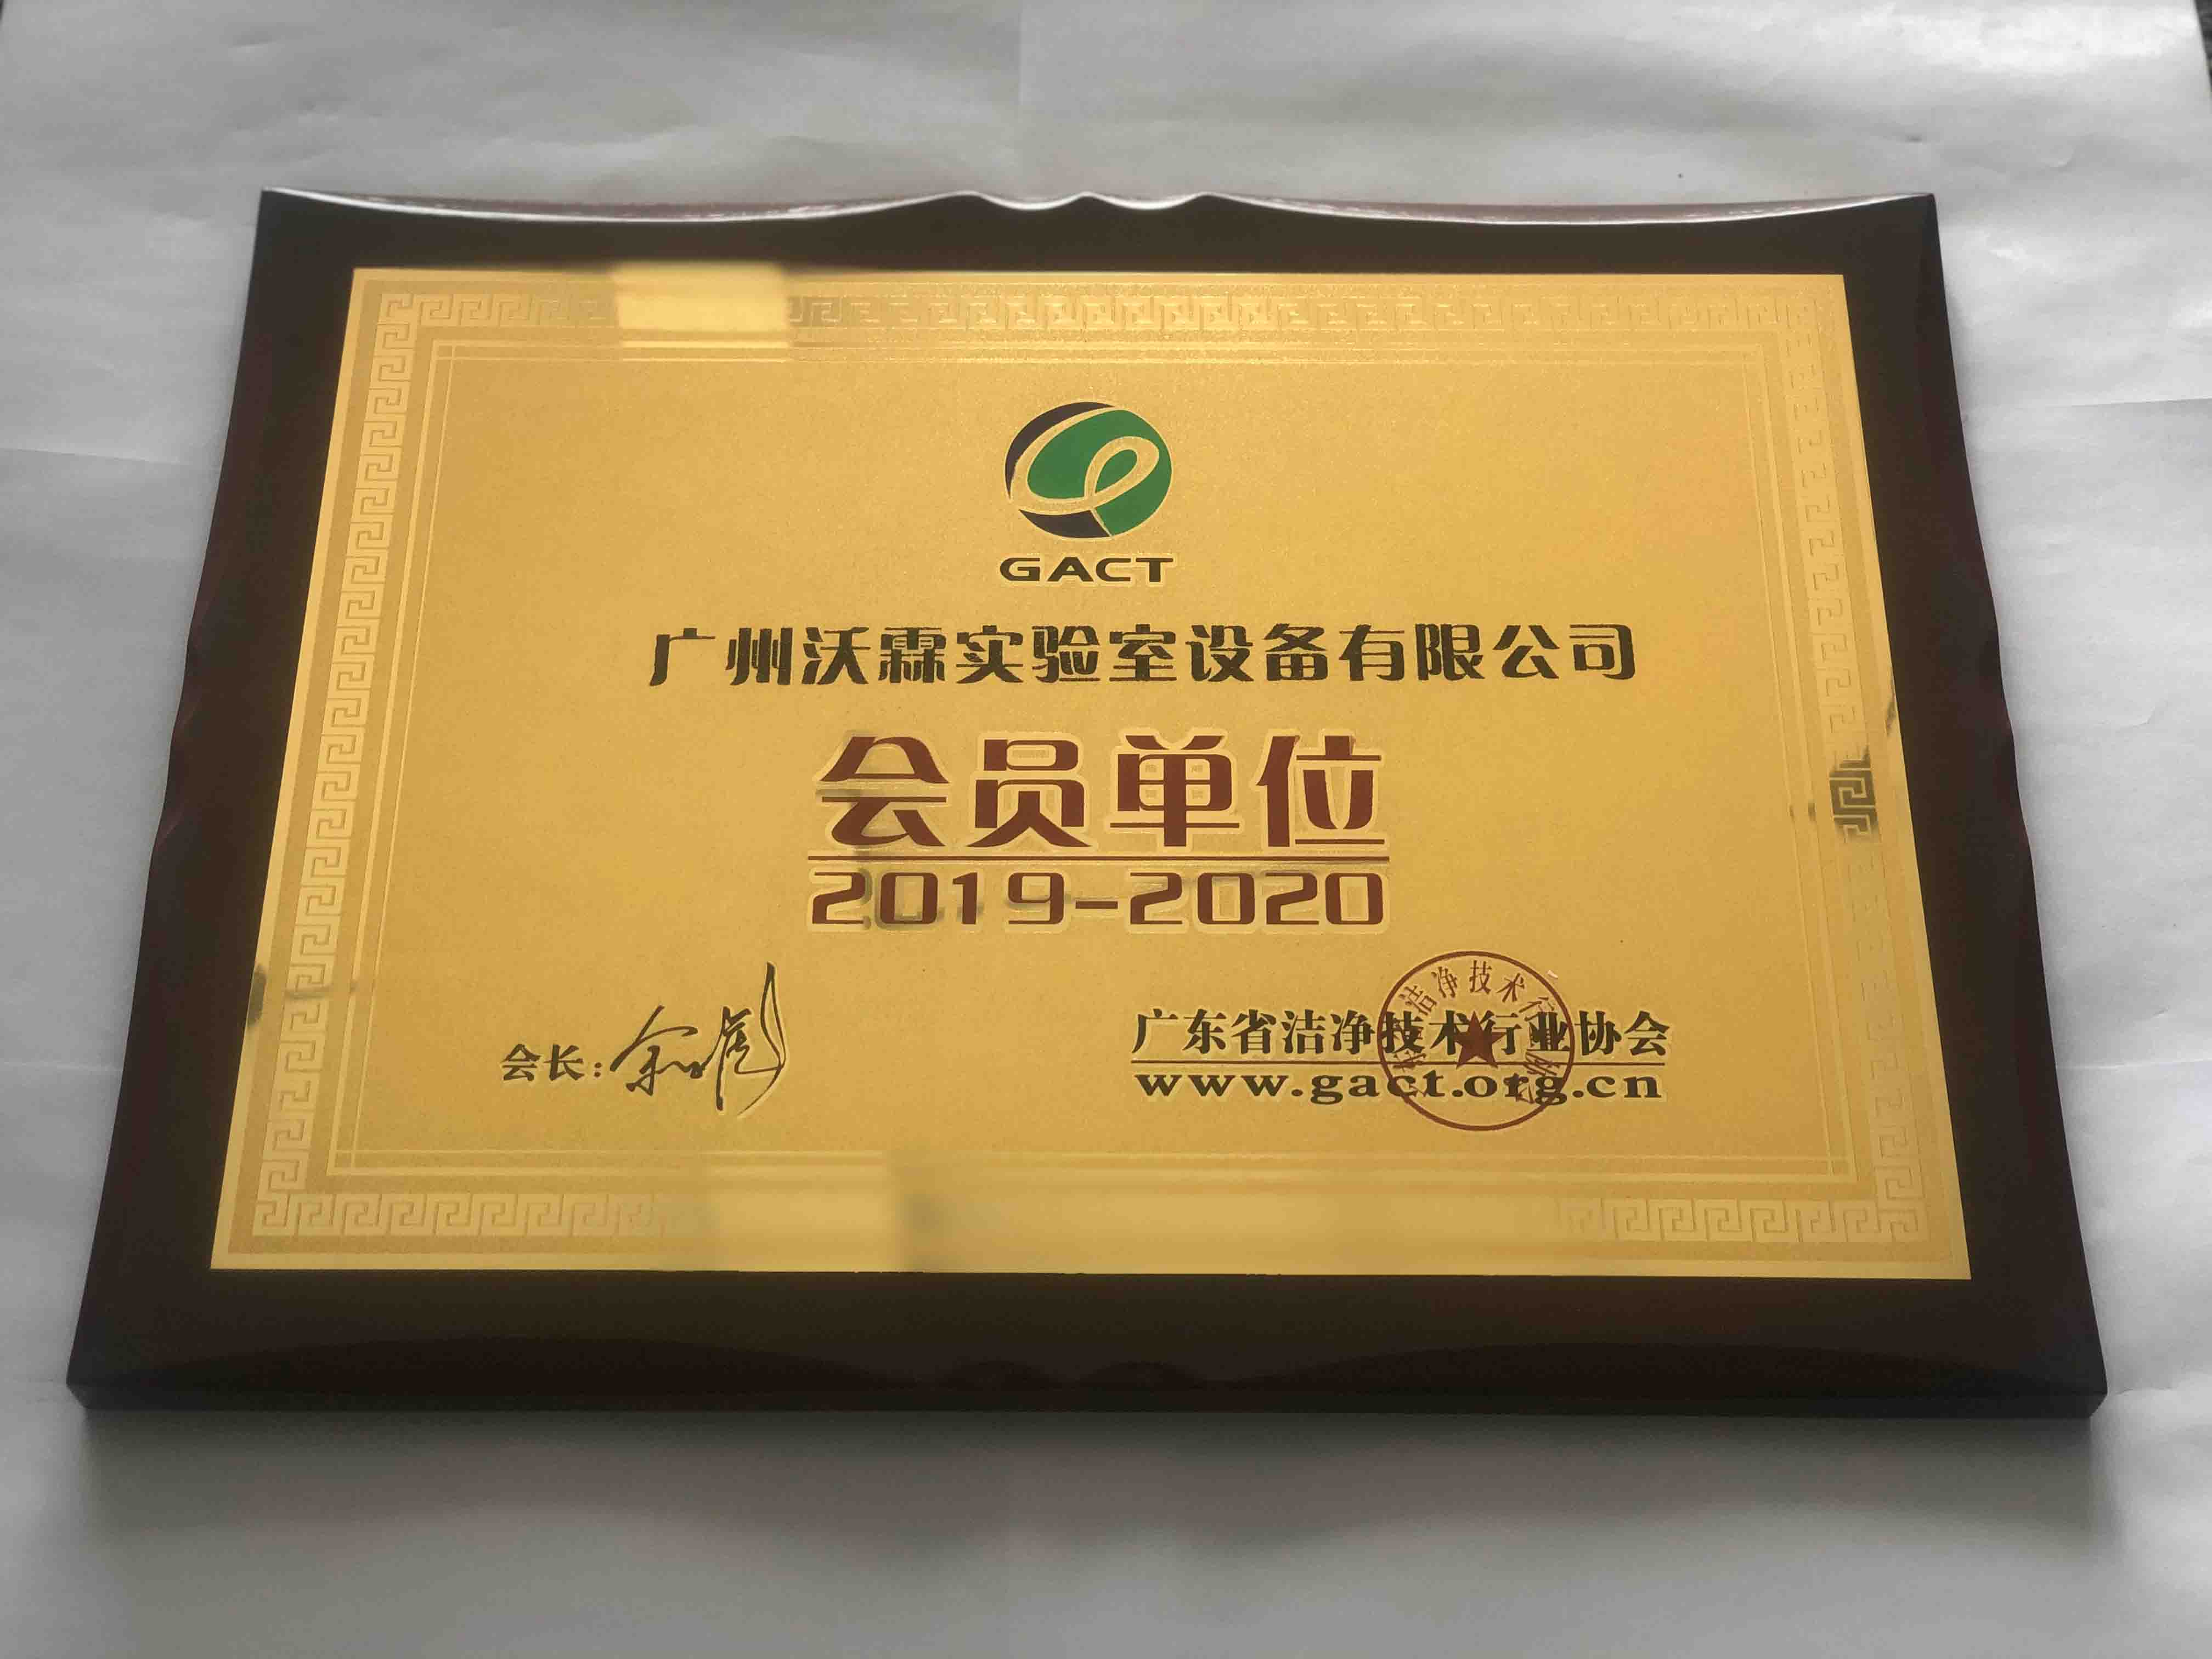 GACT
广州沃霖实验室设备有限公司
会员单位
2019-2020
会长:
广东省洁净技术行业协会
www.gact.org.cn